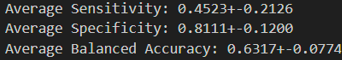 Average Sensitivity: 0.4523+-0.2126
Average Specificity: 0.8111+-0.1200
Average Balanced Accuracy: 0.6317+-0.0774